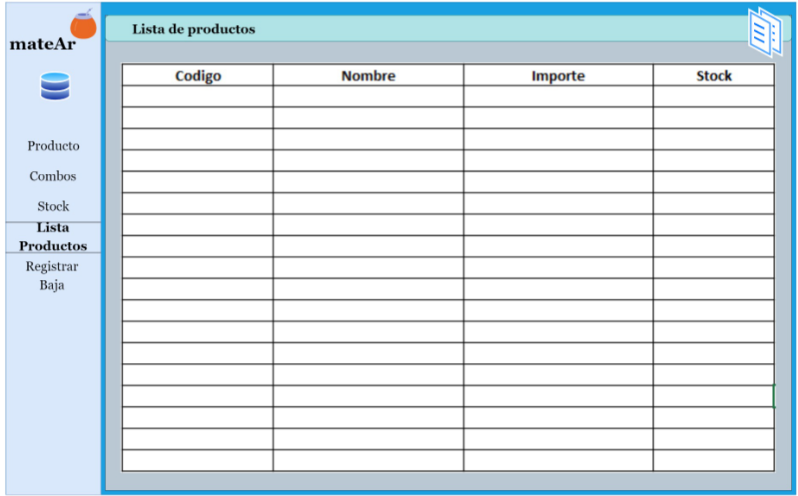 mateAr
Lista de productos
Codigo Nombre Importe Stock
Producto
Combos
Stock
Lista
Productos
Registrar
Baja